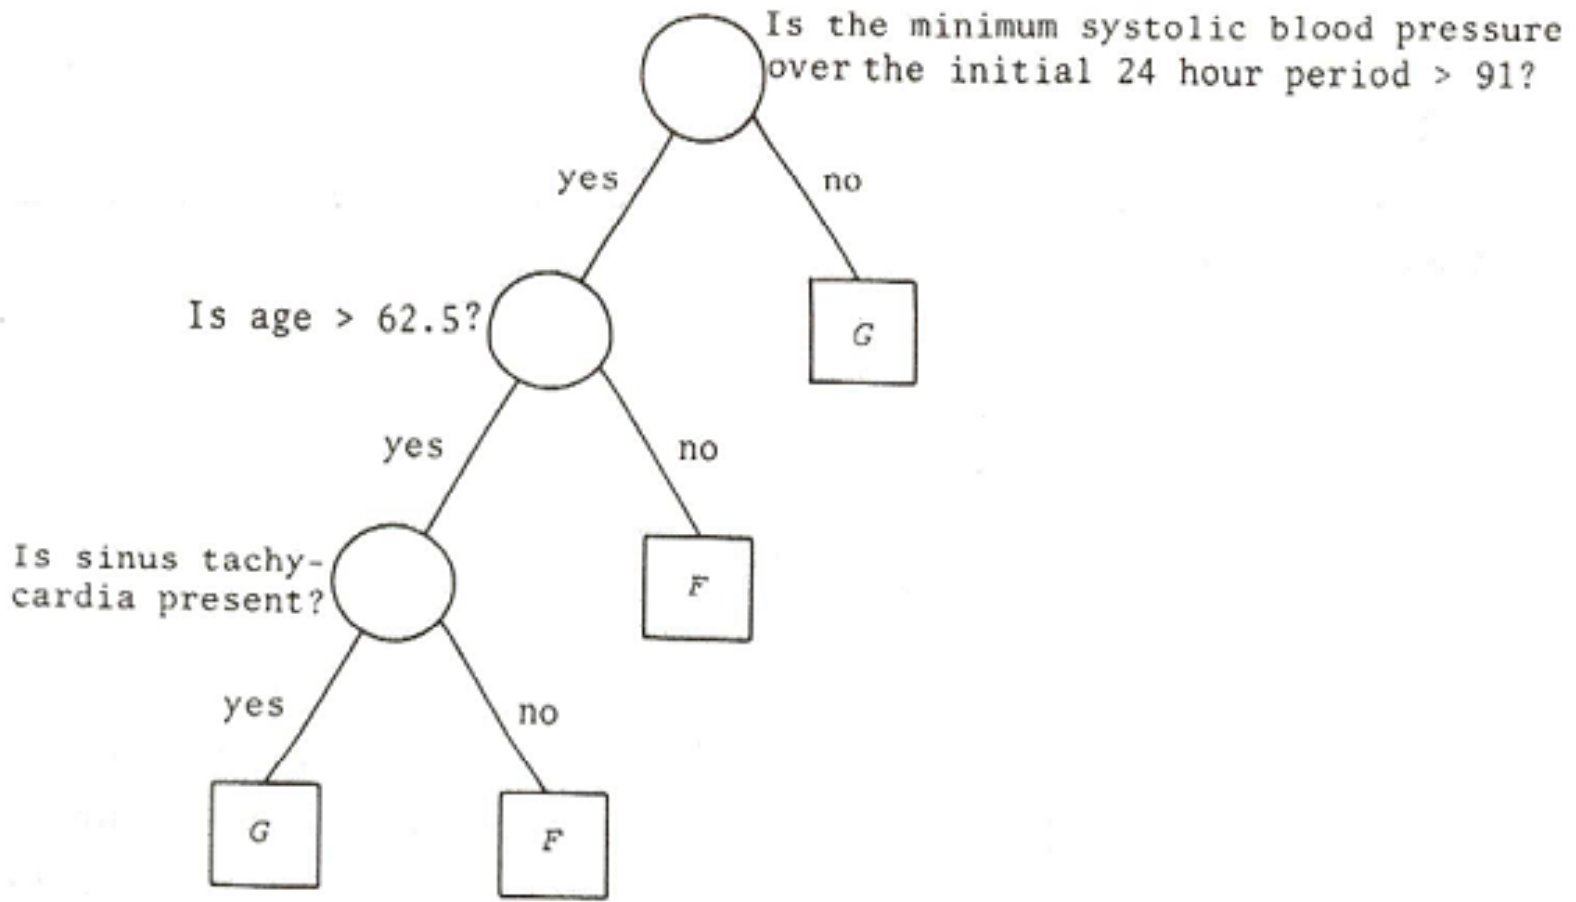 Is the minimum systolic blood pressure
over the initial 24 hour period > 91?
yes
no
Is age > 62.5?
G
yes
no
Is sinus tachy-
cardia present?
F
yes
no
G
F